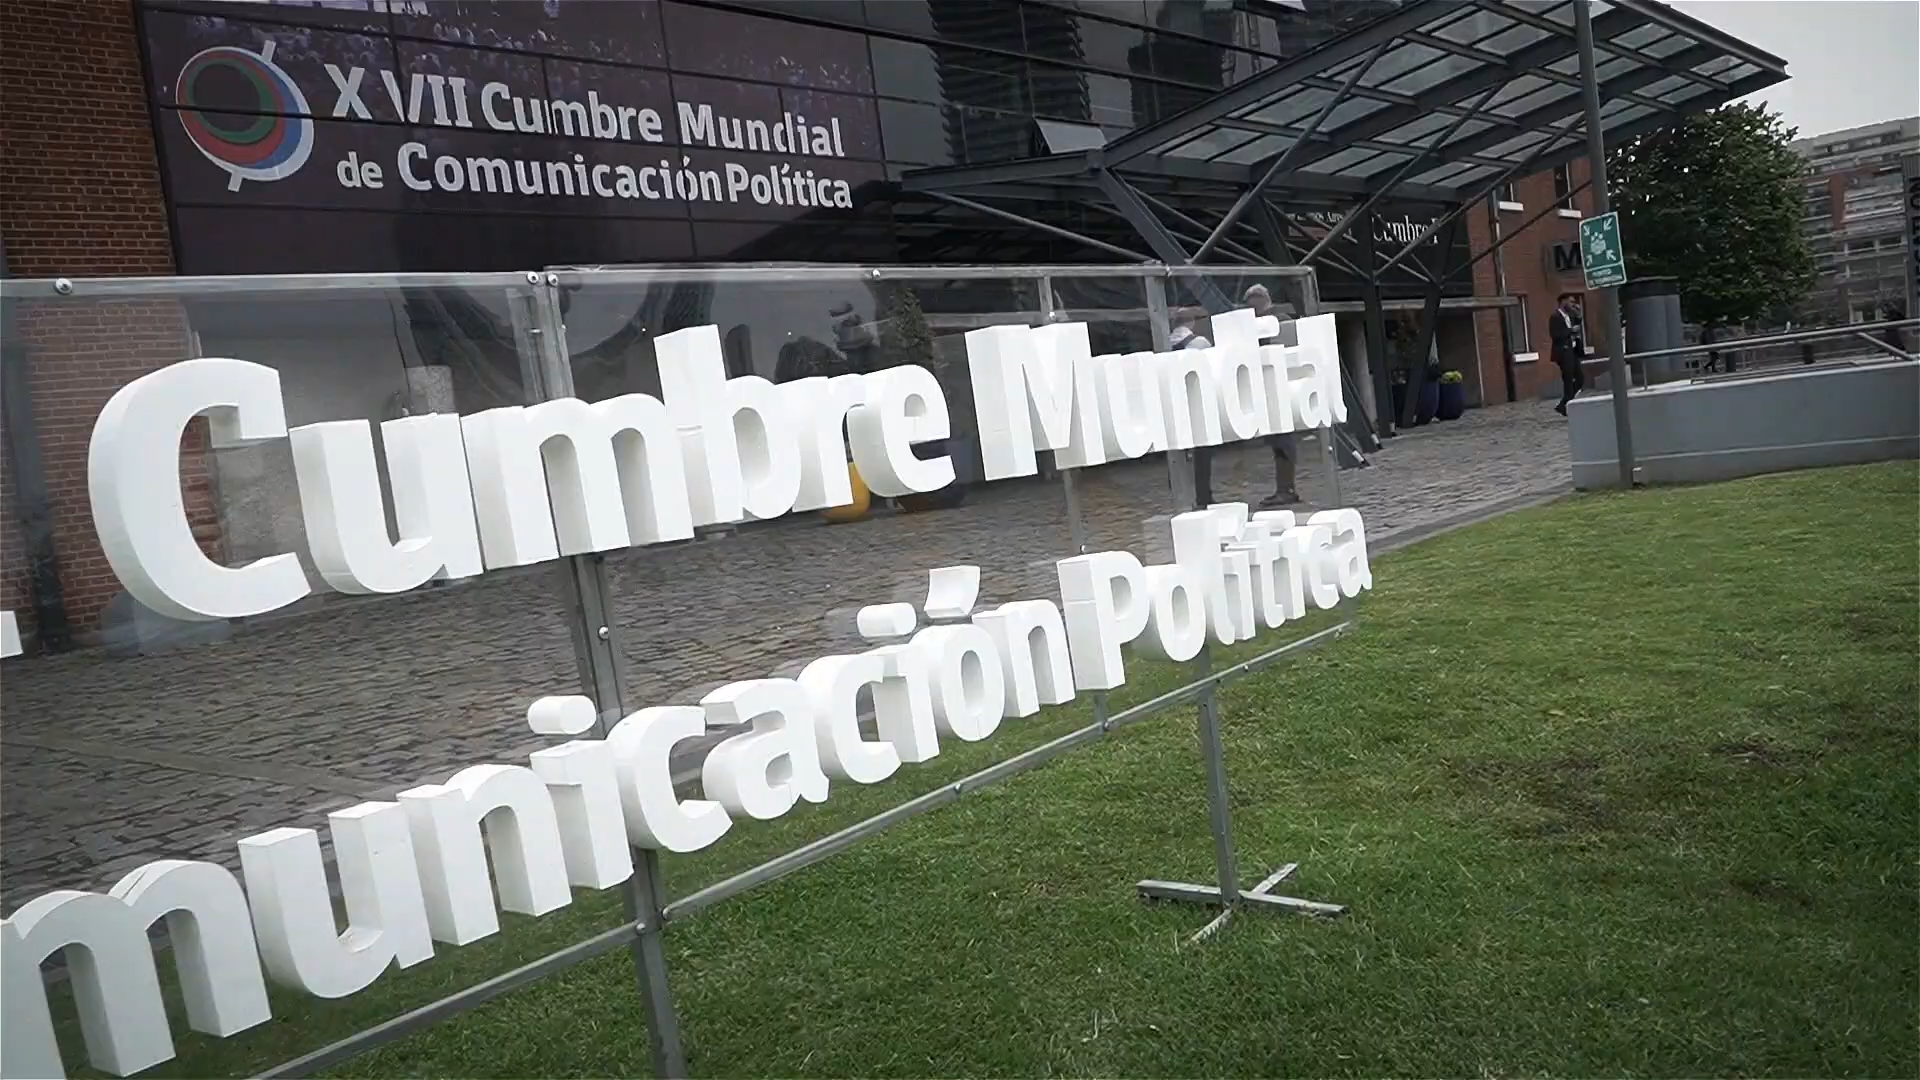 XVII Cumbre Mundial
de Comunicación Política
Cumbre Mundial
municación Política